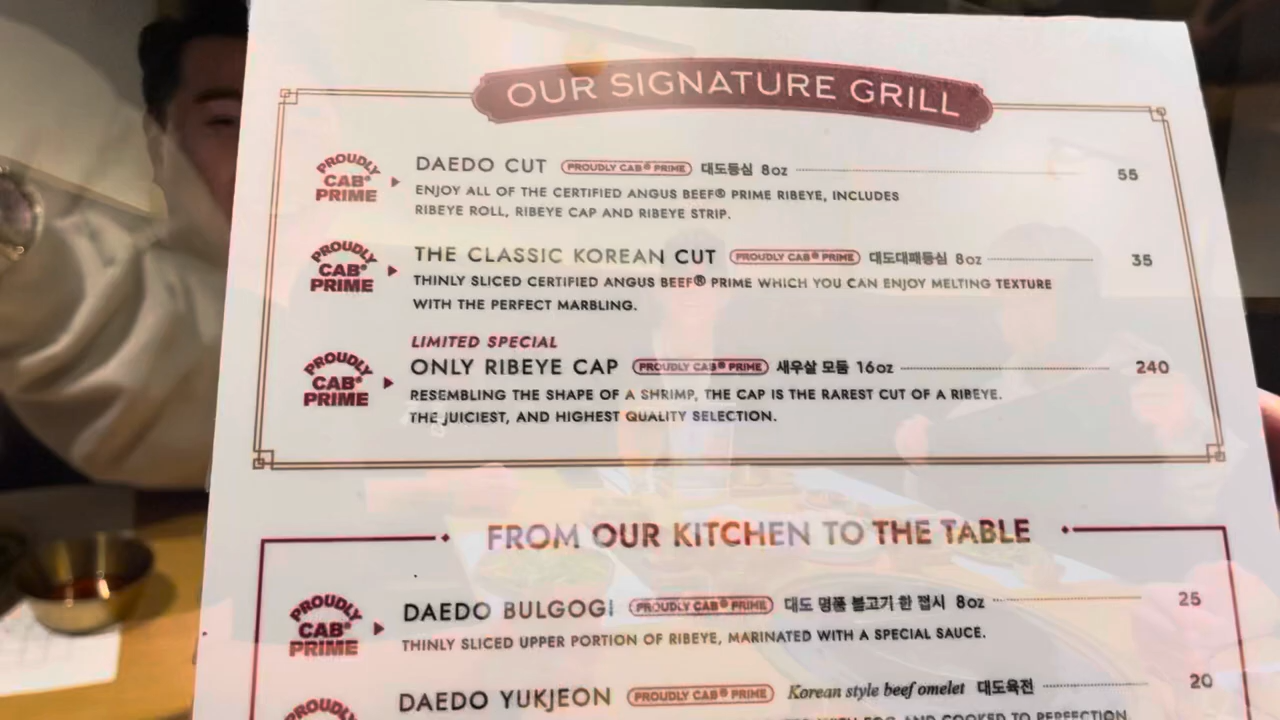 OUR SIGNATURE GRILL
PROUDLY CAB® PRIME
DAEDO CUT PROUDLY CAB® PRIME 대도등심 8oz 55
ENJOY ALL OF THE CERTIFIED ANGUS BEEF® PRIME RIBEYE, INCLUDES
RIBEYE ROLL, RIBEYE CAP AND RIBEYE STRIP.
PROUDLY CAB® PRIME
THE CLASSIC KOREAN CUT PROUDLY CAB® PRIME 대도대패등심 8oz 35
THINLY SLICED CERTIFIED ANGUS BEEF® PRIME WHICH YOU CAN ENJOY MELTING TEXTURE
WITH THE PERFECT MARBLING.
LIMITED SPECIAL
PROUDLY CAB® PRIME
ONLY RIBEYE CAP PROUDLY CAB® PRIME 새우살 모둠 16oz 240
RESEMBLING THE SHAPE OF A SHRIMP, THE CAP IS THE RAREST CUT OF A RIBEYE.
THE JUICIEST, AND HIGHEST QUALITY SELECTION.
FROM OUR KITCHEN TO THE TABLE
PROUDLY CAB® PRIME
DAEDO BULGOGI PROUDLY CAB® PRIME 대도 명품 불고기 한 접시 8oz 25
THINLY SLICED UPPER PORTION OF RIBEYE, MARINATED WITH A SPECIAL SAUCE.
PROUDLY
DAEDO YUKJEON PROUDLY CAB® PRIME Korean style beef omelet 대도육전 20
WITH EGG AND COOKED TO PERFECTION